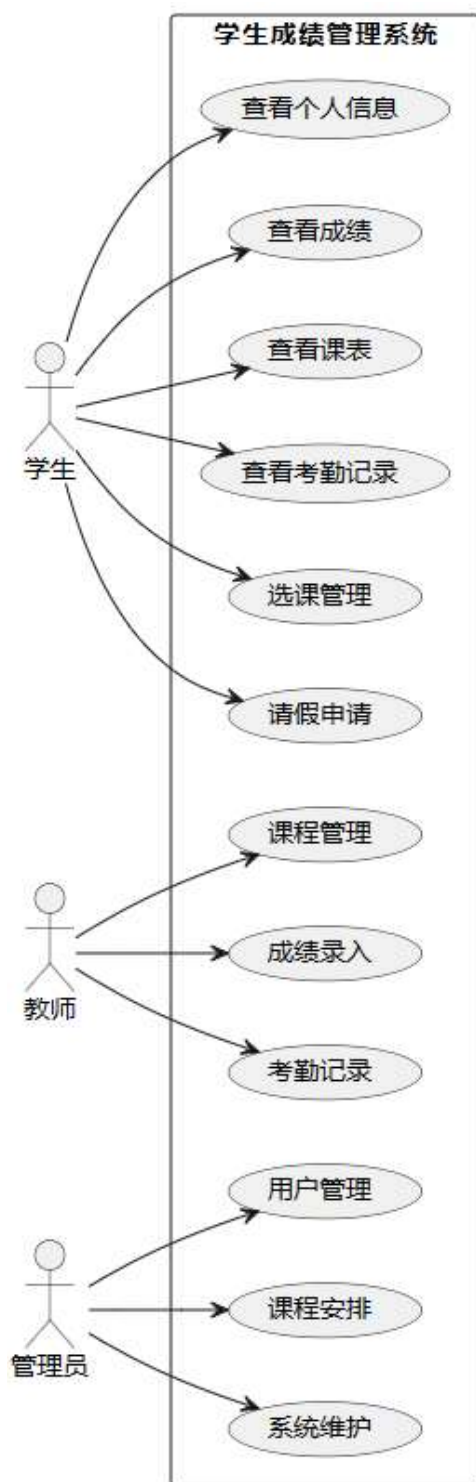 学生成绩管理系统
查看个人信息
查看成绩
查看课表
查看考勤记录
选课管理
请假申请
学生
课程管理
成绩录入
考勤记录
教师
用户管理
课程安排
系统维护
管理员